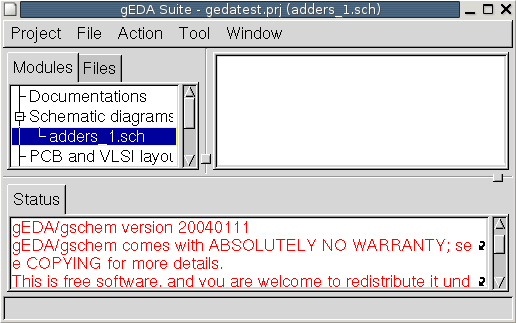 gEDA Suite - gedatest.prj (adders_1.sch)
Project File Action Tool Window
Modules Files
Documentations
Schematic diagrams
adders_1.sch
PCB and VLSI layou
Status
gEDA/gschem version 20040111
gEDA/gschem comes with ABSOLUTELY NO WARRANTY; se
e COPYING for more details.
This is free software, and you are welcome to redistribute it und